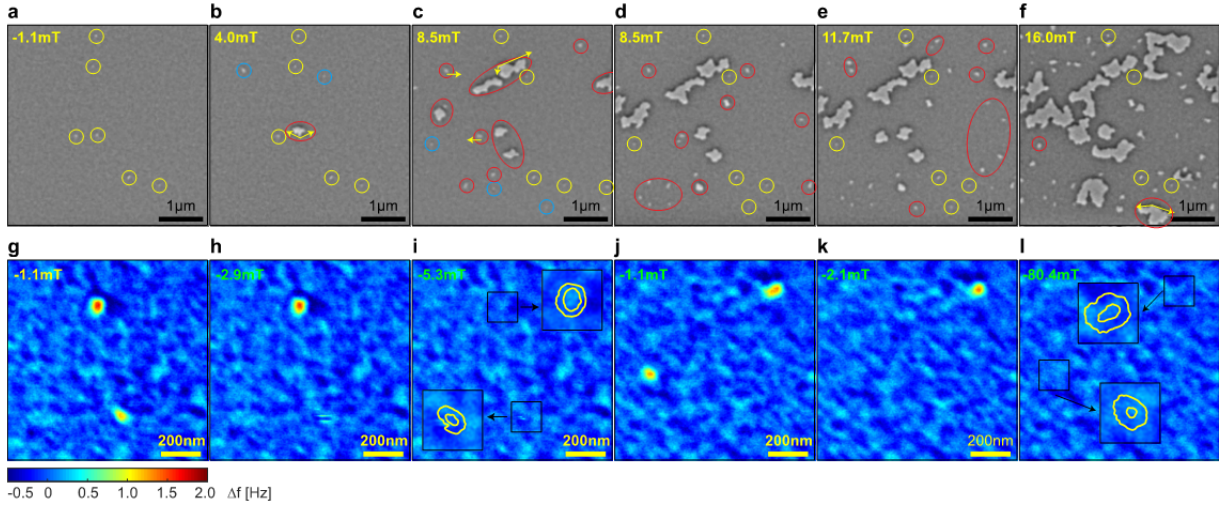 a b c d e f
-1.1mT 4.0mT 8.5mT 8.5mT 11.7mT 16.0mT
1μm 1μm 1μm 1μm 1μm 1μm
g h i j k l
-1.1mT -2.9mT -5.3mT -1.1mT -2.1mT -80.4mT
200nm 200nm 200nm 200nm 200nm 200nm
-0.5 0 0.5 1.0 1.5 2.0 Δf [Hz]